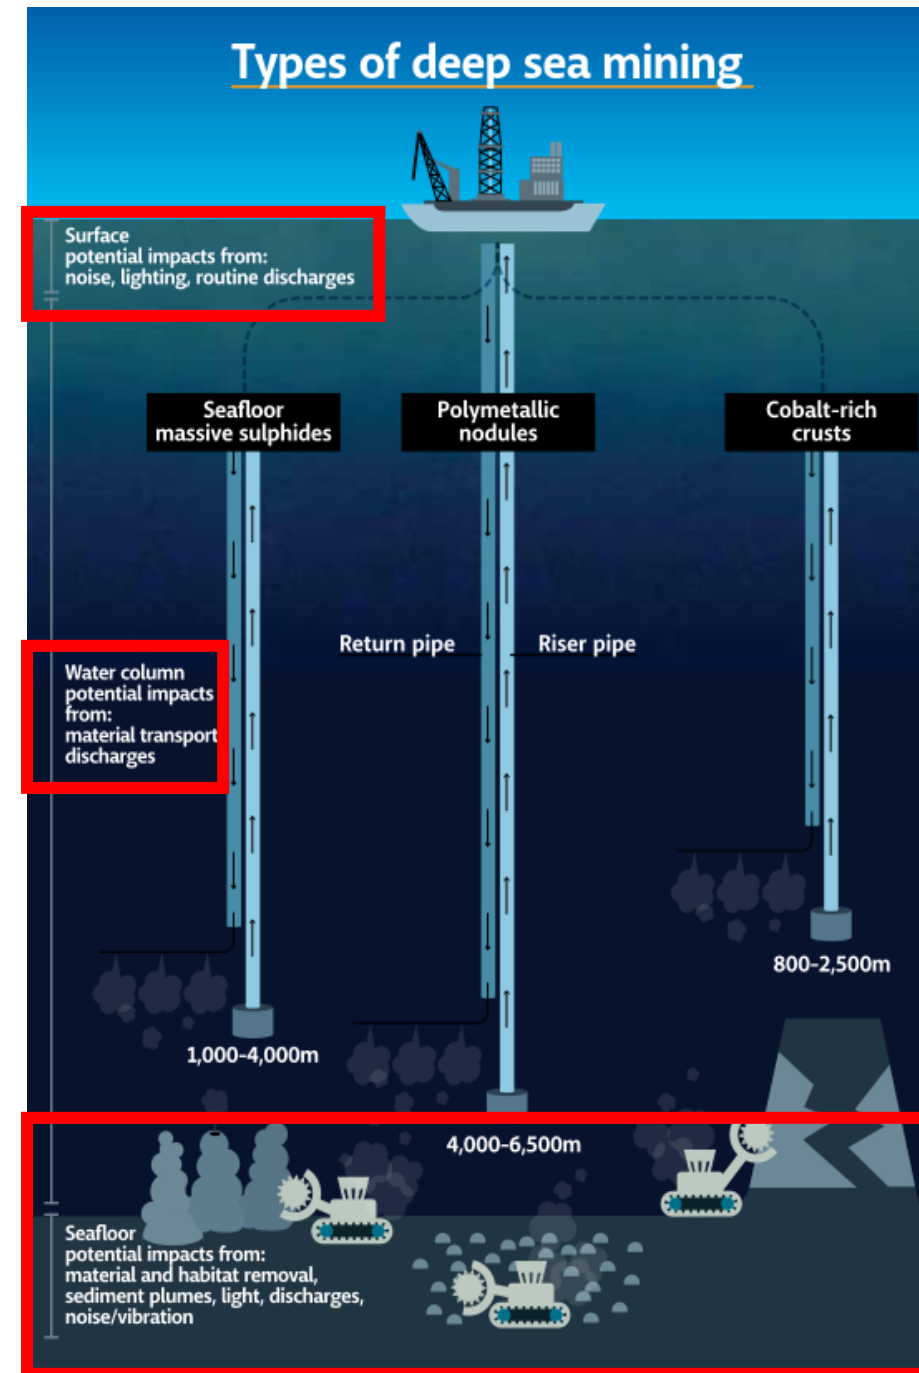 Types of deep sea mining
Surface
potential impacts from:
noise, lighting, routine discharges
Seafloor
massive sulphides
Polymetallic
nodules
Cobalt-rich
crusts
Return pipe
Riser pipe
Water column
potential impacts
from:
material transport
discharges
800-2,500m
1,000-4,000m
4,000-6,500m
Seafloor
potential impacts from:
material and habitat removal,
sediment plumes, light, discharges,
noise/vibration